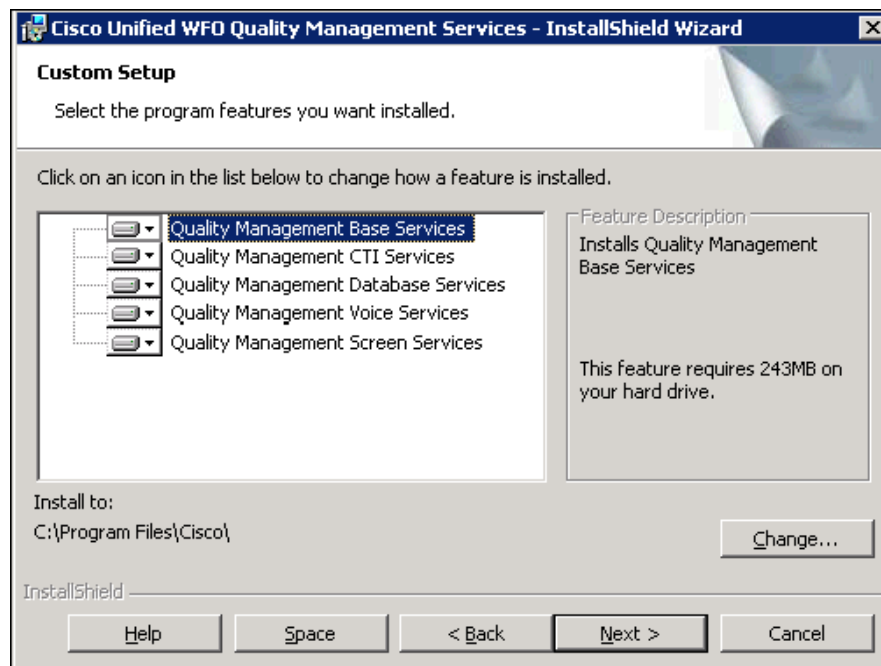 Cisco Unified WFO Quality Management Services - InstallShield Wizard
Custom Setup
Select the program features you want installed.
Click on an icon in the list below to change how a feature is installed.
Quality Management Base Services
Quality Management CTI Services
Quality Management Database Services
Quality Management Voice Services
Quality Management Screen Services
Feature Description
Installs Quality Management
Base Services
This feature requires 243MB on
your hard drive.
Install to:
C:\Program Files\Cisco\
Change...
InstallShield
Help
Space
< Back
Next >
Cancel